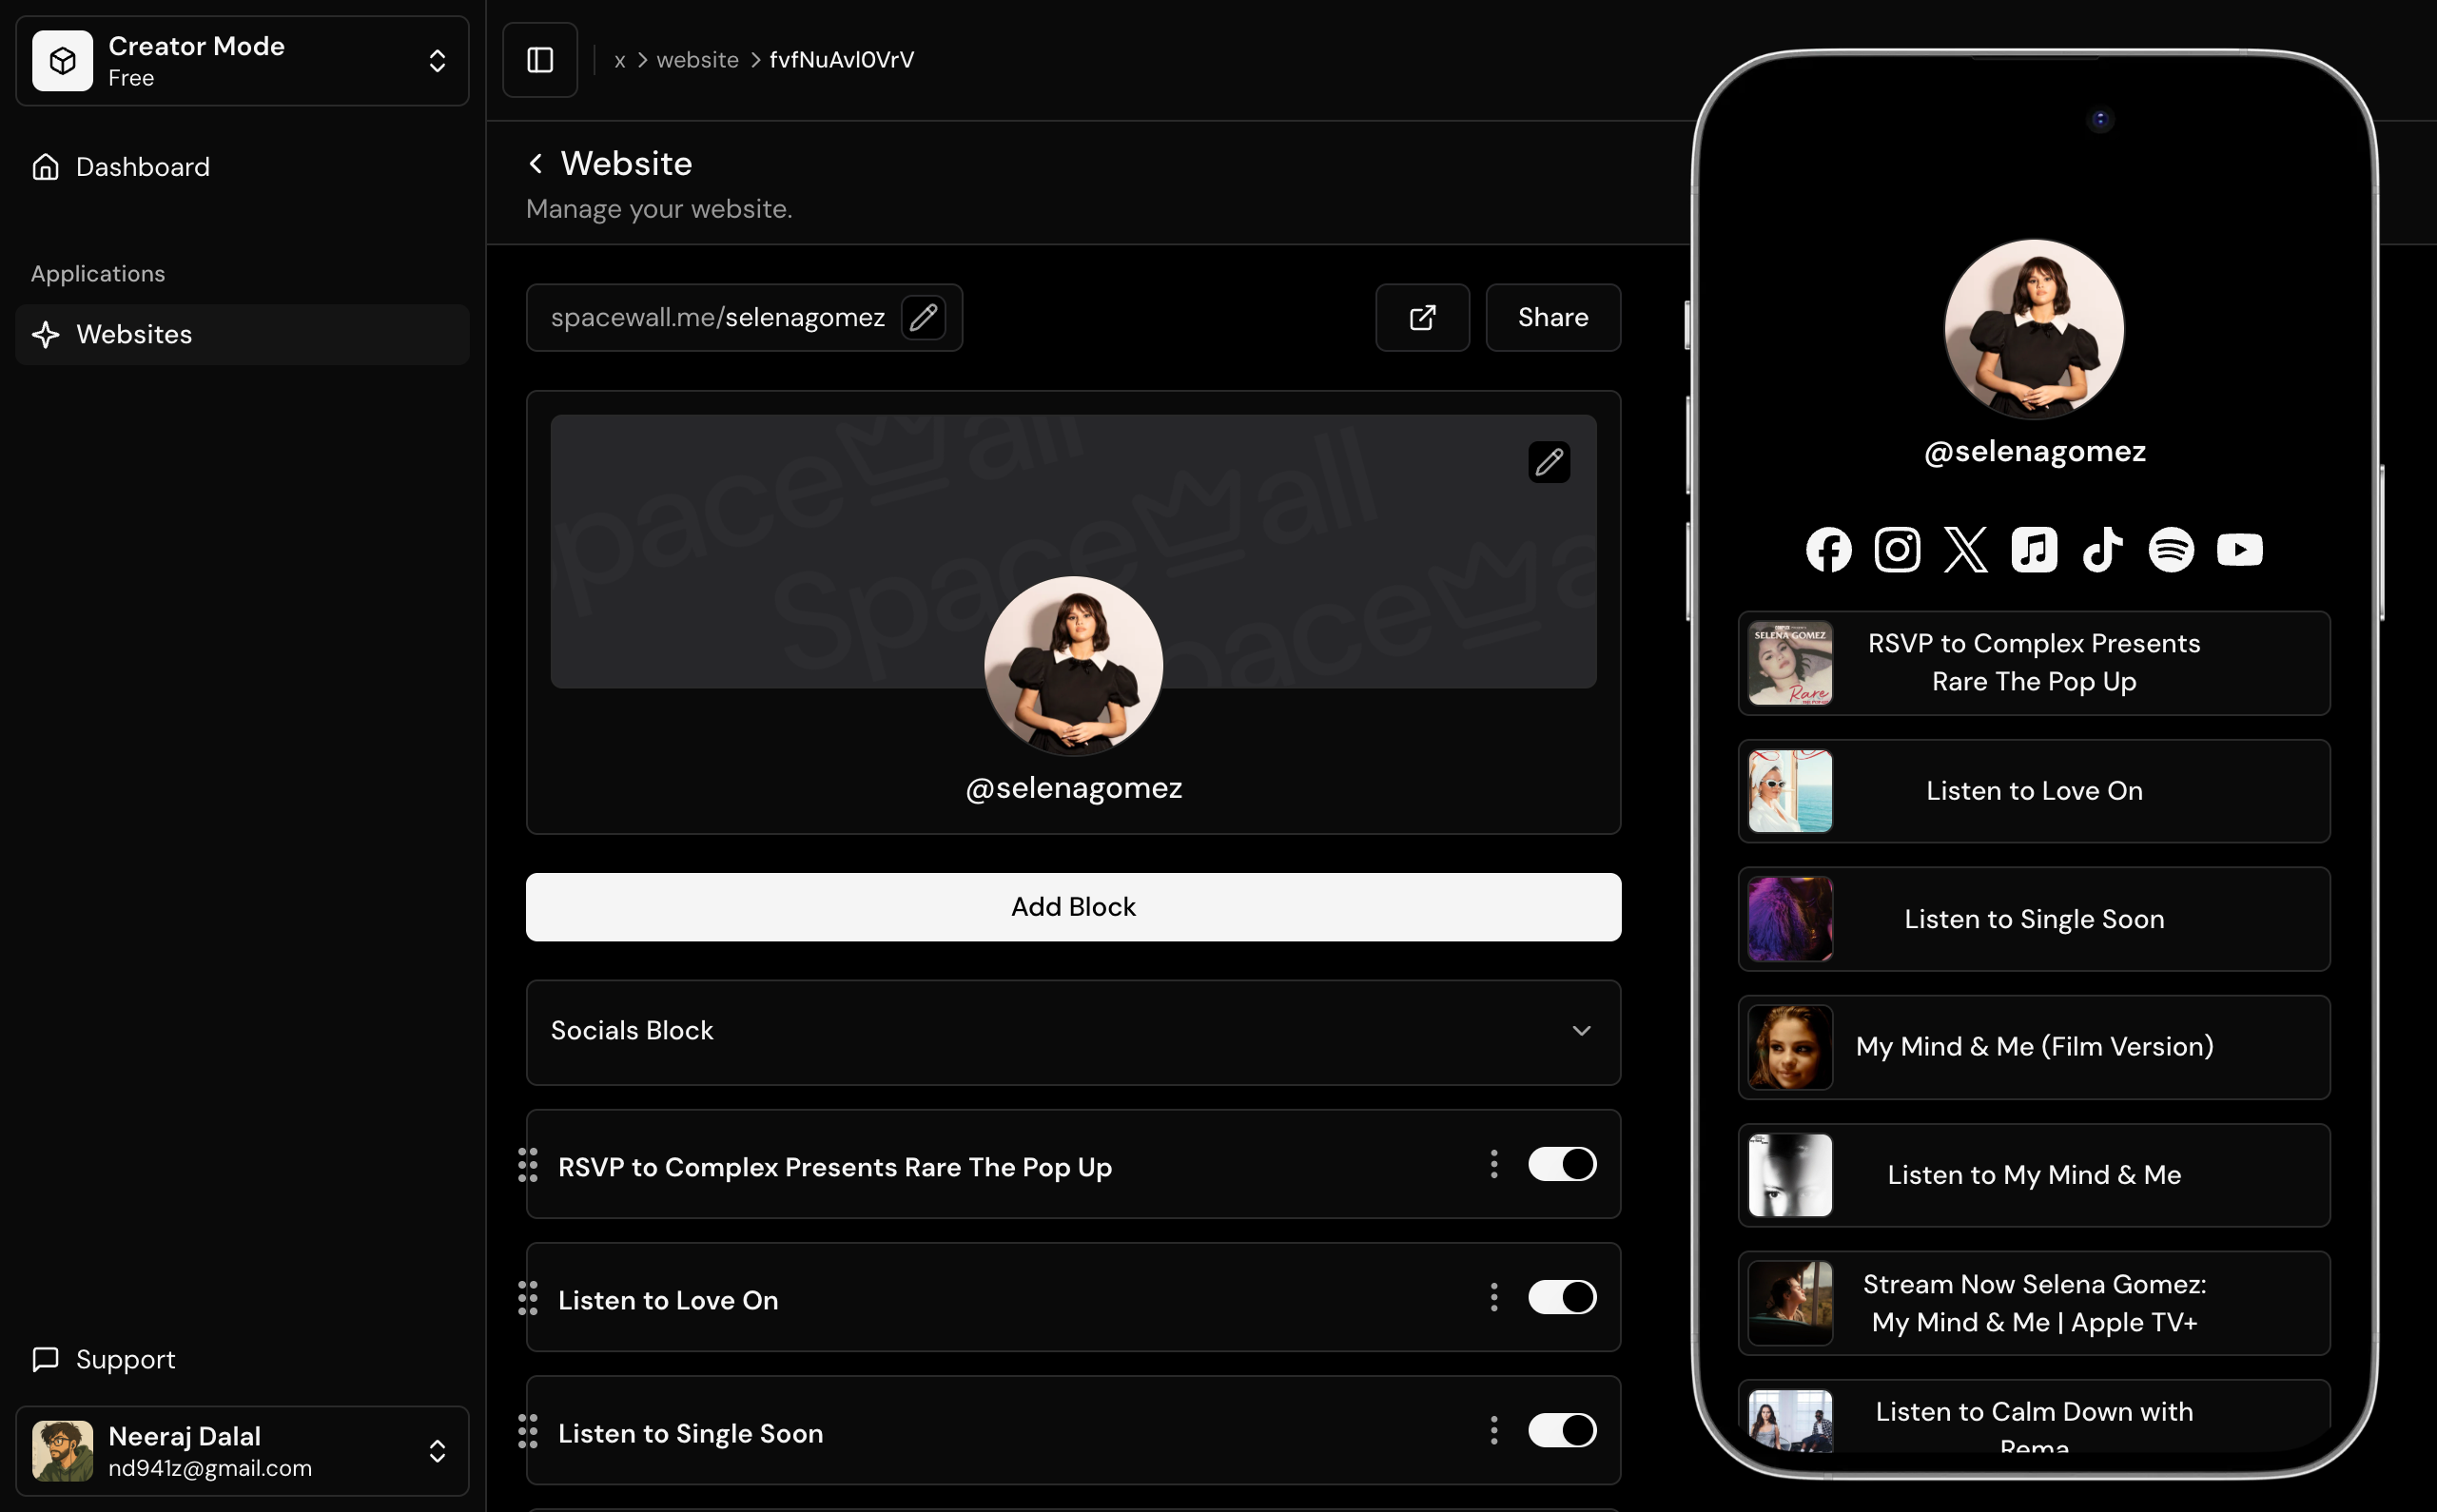 Creator Mode
Free
Dashboard
Applications
Websites
Support
Neeraj Dalal
nd941z@gmail.com
x > website > fvfNuAvl0VrV
Website
Manage your website.
spacewall.me/selenagomez
Share
@selenagomez
Add Block
Socials Block
RSVP to Complex Presents Rare The Pop Up
Listen to Love On
Listen to Single Soon
@selenagomez
SELENA GOMEZ
Rare
RSVP to Complex Presents
Rare The Pop Up
Listen to Love On
Listen to Single Soon
My Mind & Me (Film Version)
Listen to My Mind & Me
Stream Now Selena Gomez:
My Mind & Me | Apple TV+
Listen to Calm Down with
Rema